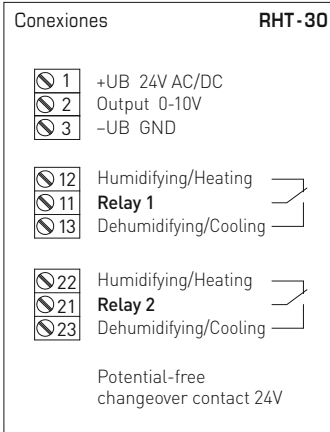 Conexiones RHT-30
1 +UB 24V AC/DC
2 Output 0-10V
3 –UB GND
12 Humidifying/Heating
11 Relay 1
13 Dehumidifying/Cooling
22 Humidifying/Heating
21 Relay 2
23 Dehumidifying/Cooling
Potential-free
changeover contact 24V